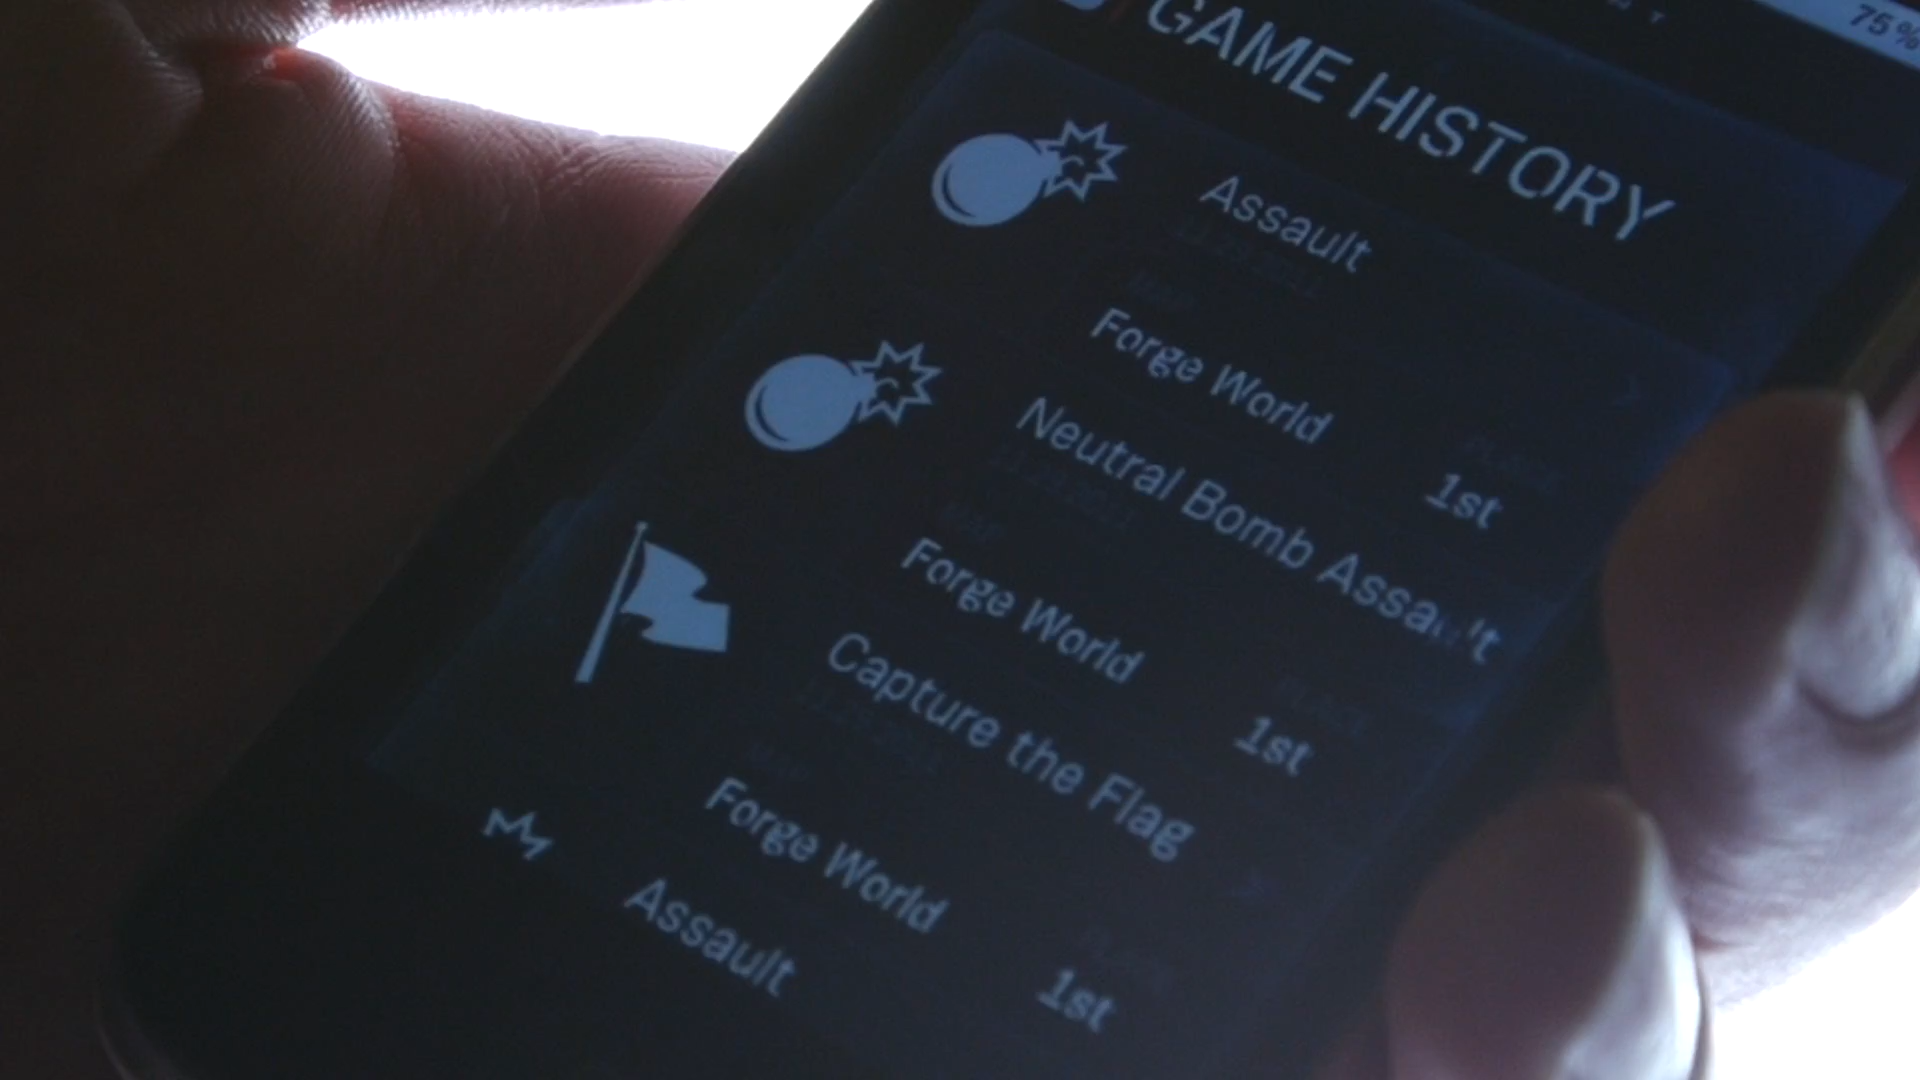 75%
GAME HISTORY
Assault
Forge World
1st
Neutral Bomb Assault
Forge World
1st
Capture the Flag
Forge World
1st
Assault